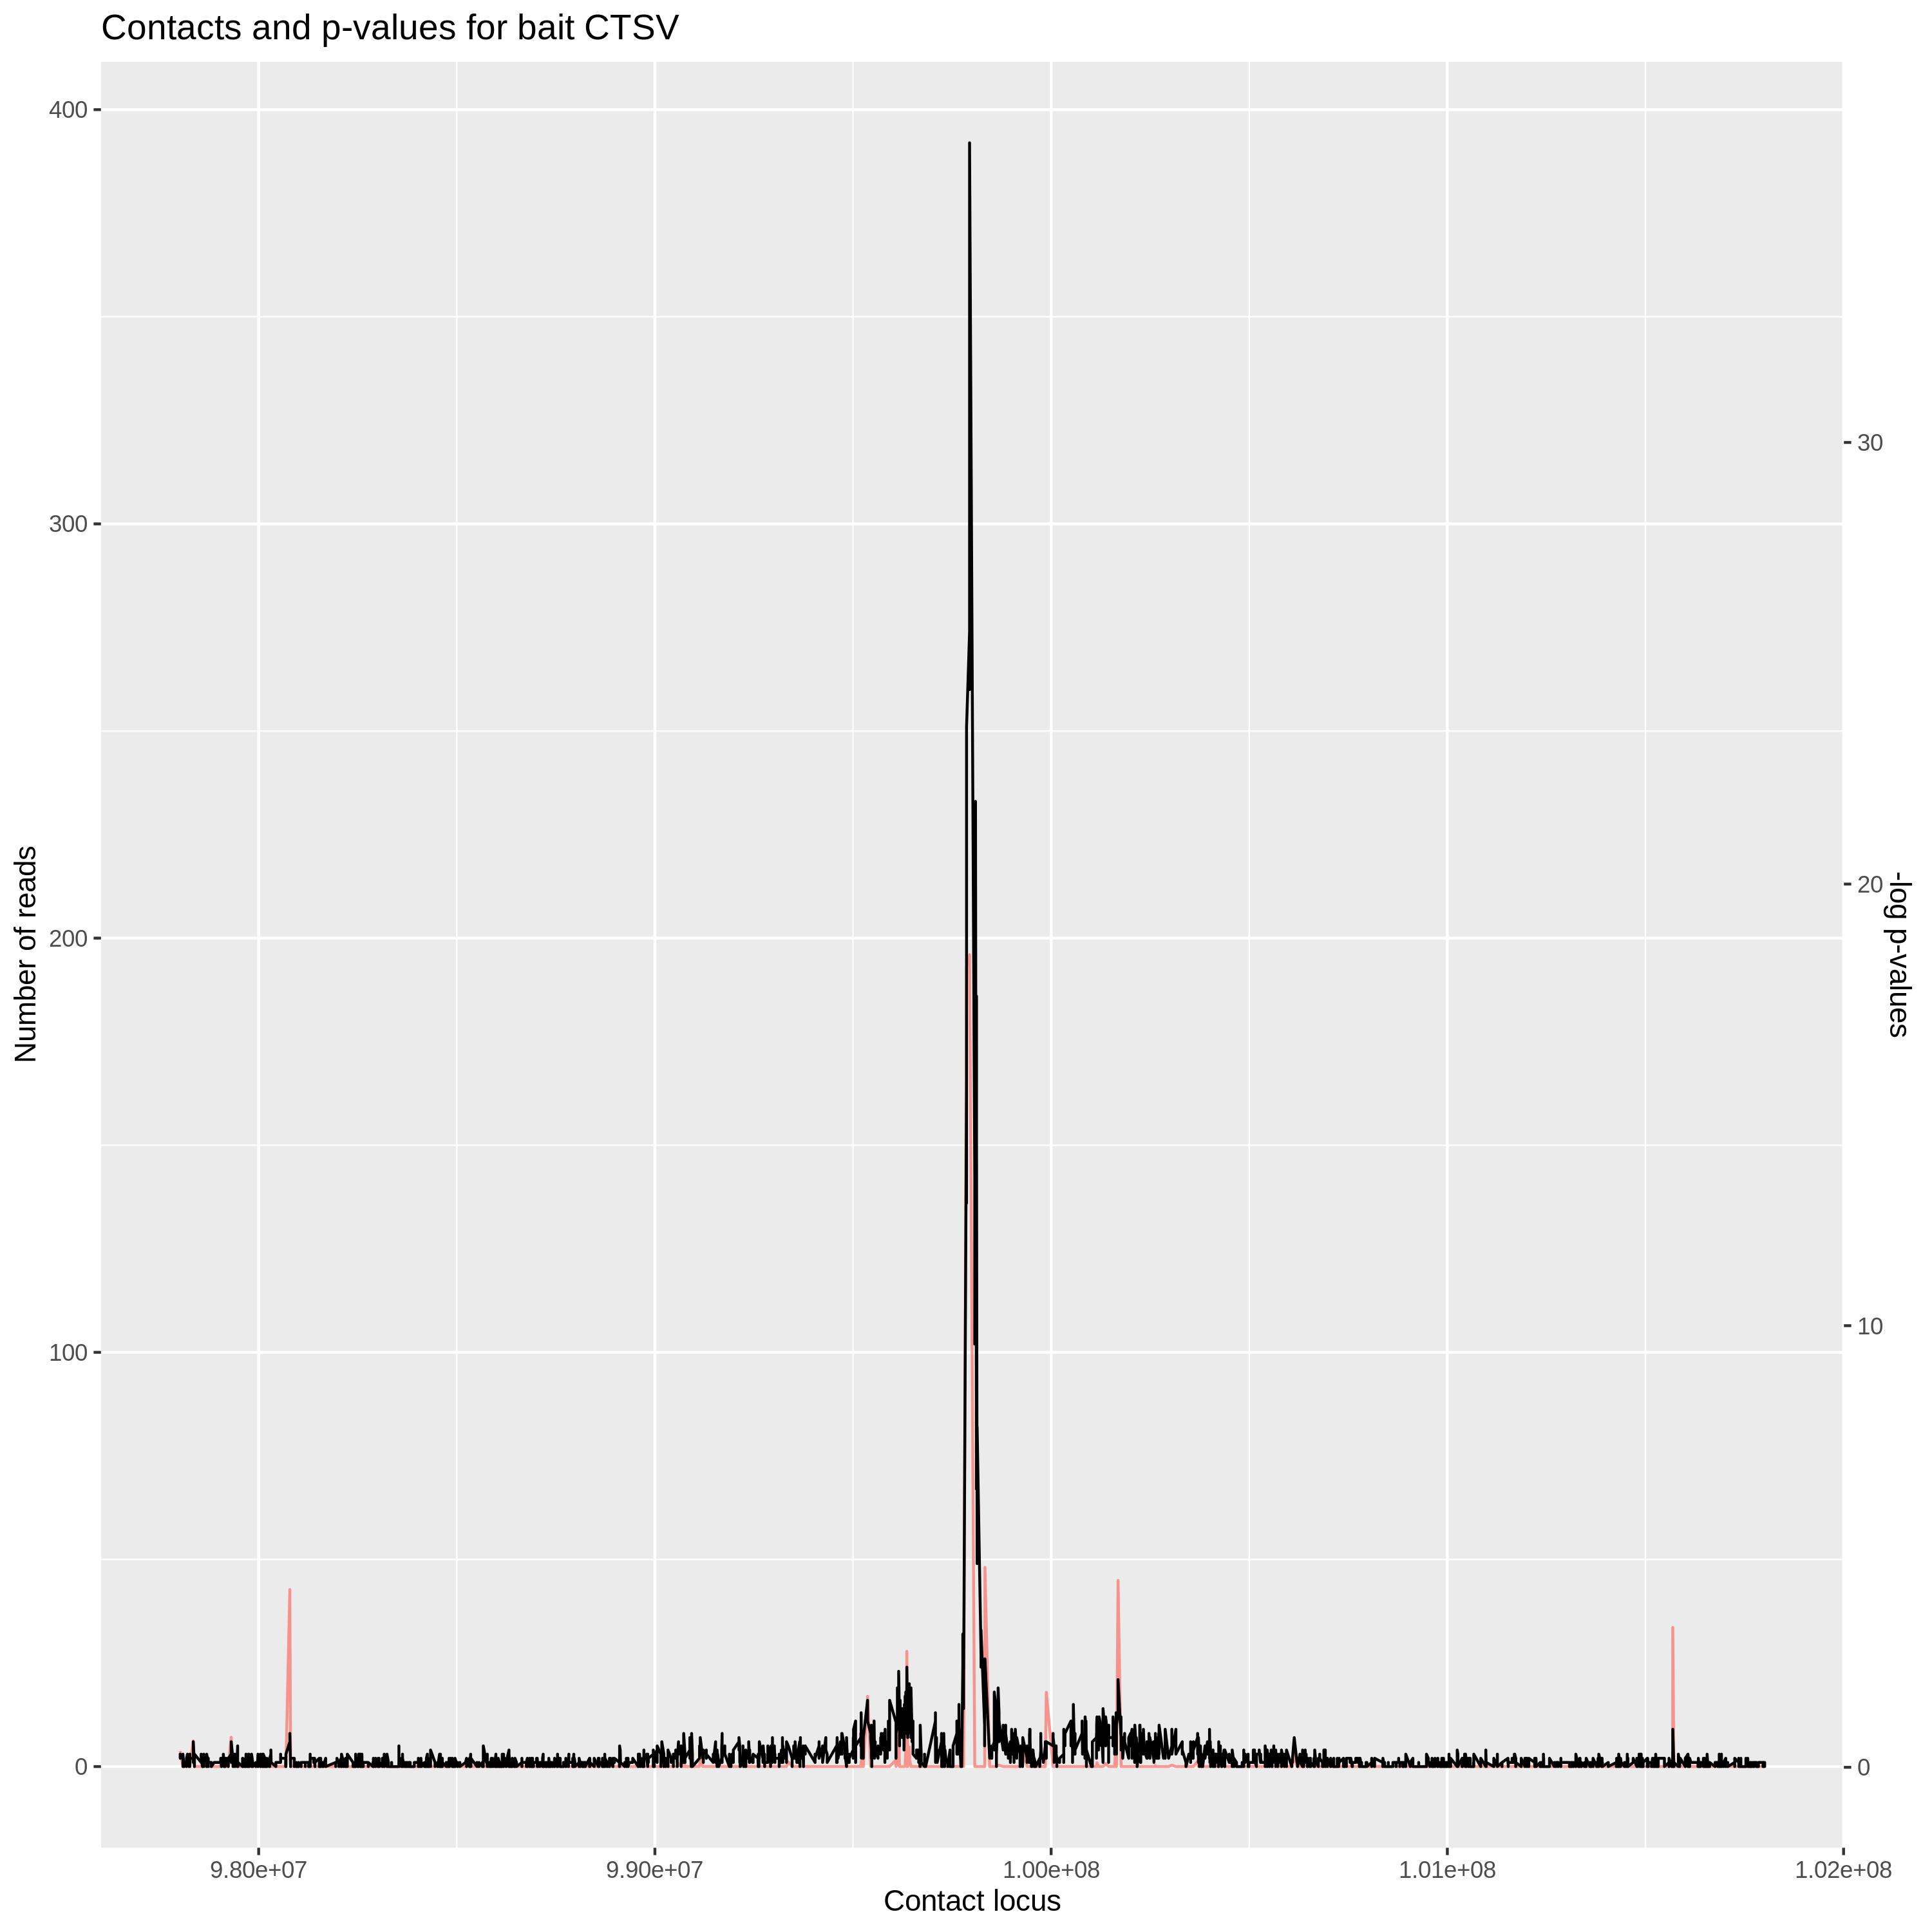 Contacts and p-values for bait CTSV
400
300
200
100
0
Number of reads
30
20
10
0
-log p-values
9.80e+07
9.90e+07
1.00e+08
1.01e+08
1.02e+08
Contact locus